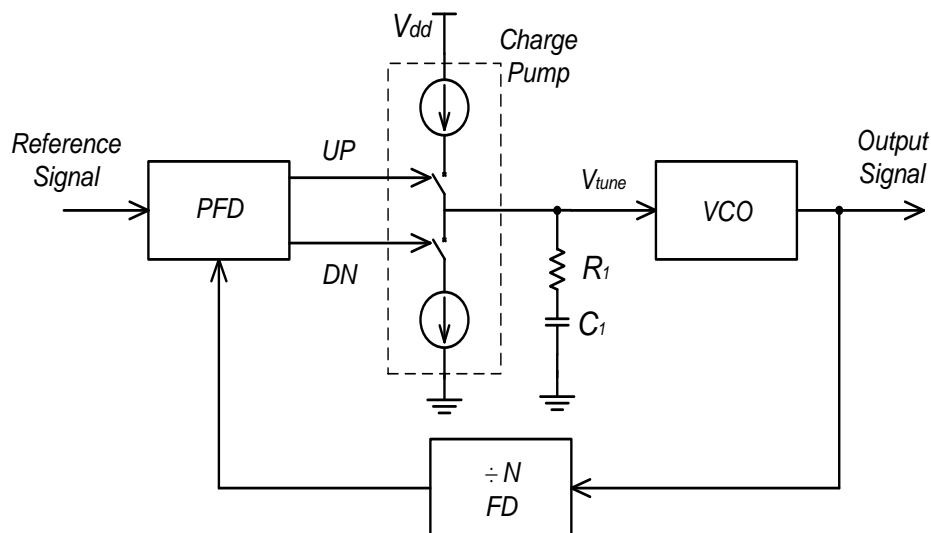 Vdd
Charge
Pump
Reference
Signal
UP
PFD
DN
Vtune
VCO
Output
Signal
R1
C1
÷ N
FD